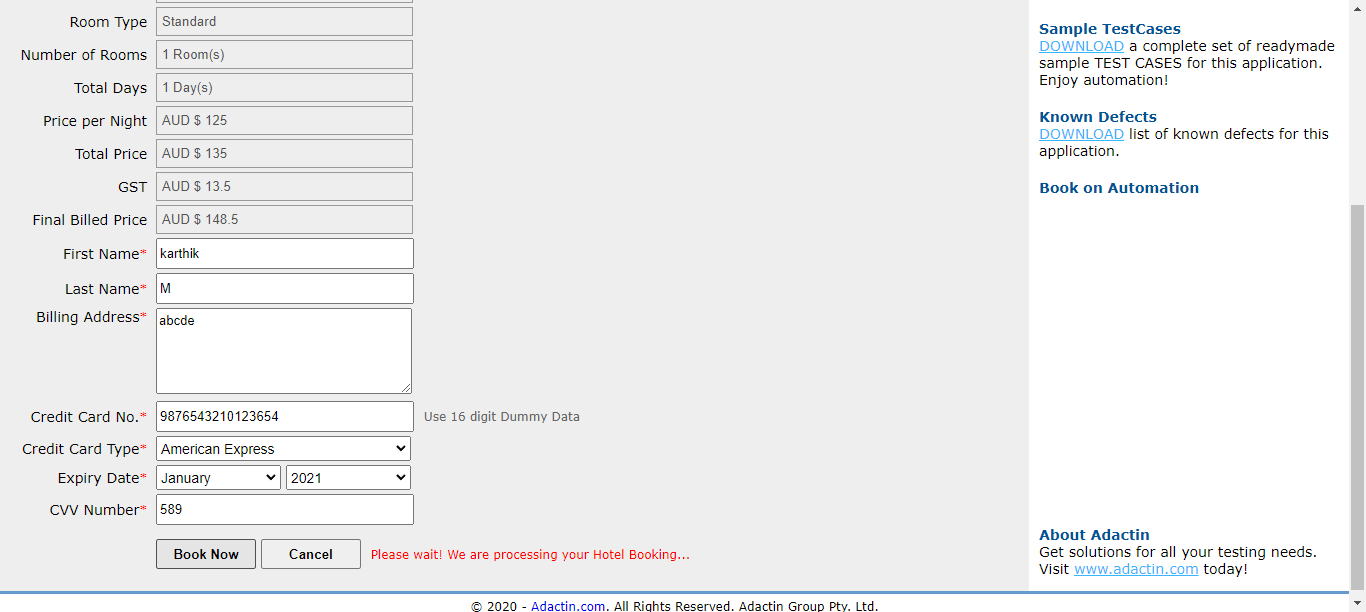 Room Type Standard
Number of Rooms 1 Room(s)
Total Days 1 Day(s)
Price per Night AUD $ 125
Total Price AUD $ 135
GST AUD $ 13.5
Final Billed Price AUD $ 148.5
First Name* karthik
Last Name* M
Billing Address* abcde
Credit Card No.* 9876543210123654 Use 16 digit Dummy Data
Credit Card Type* American Express
Expiry Date* January 2021
CVV Number* 589
Book Now Cancel Please wait! We are processing your Hotel Booking...
Sample TestCases
DOWNLOAD a complete set of readymade
sample TEST CASES for this application.
Enjoy automation!
Known Defects
DOWNLOAD list of known defects for this
application.
Book on Automation
About Adactin
Get solutions for all your testing needs.
Visit www.adactin.com today!
© 2020 - Adactin.com. All Rights Reserved. Adactin Group Pty. Ltd.